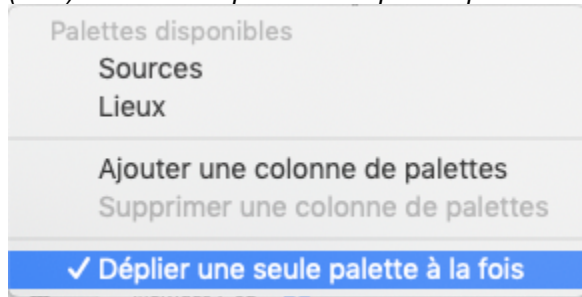 Palettes disponibles
Sources
Lieux
Ajouter une colonne de palettes
Supprimer une colonne de palettes
✓ Déplier une seule palette à la fois